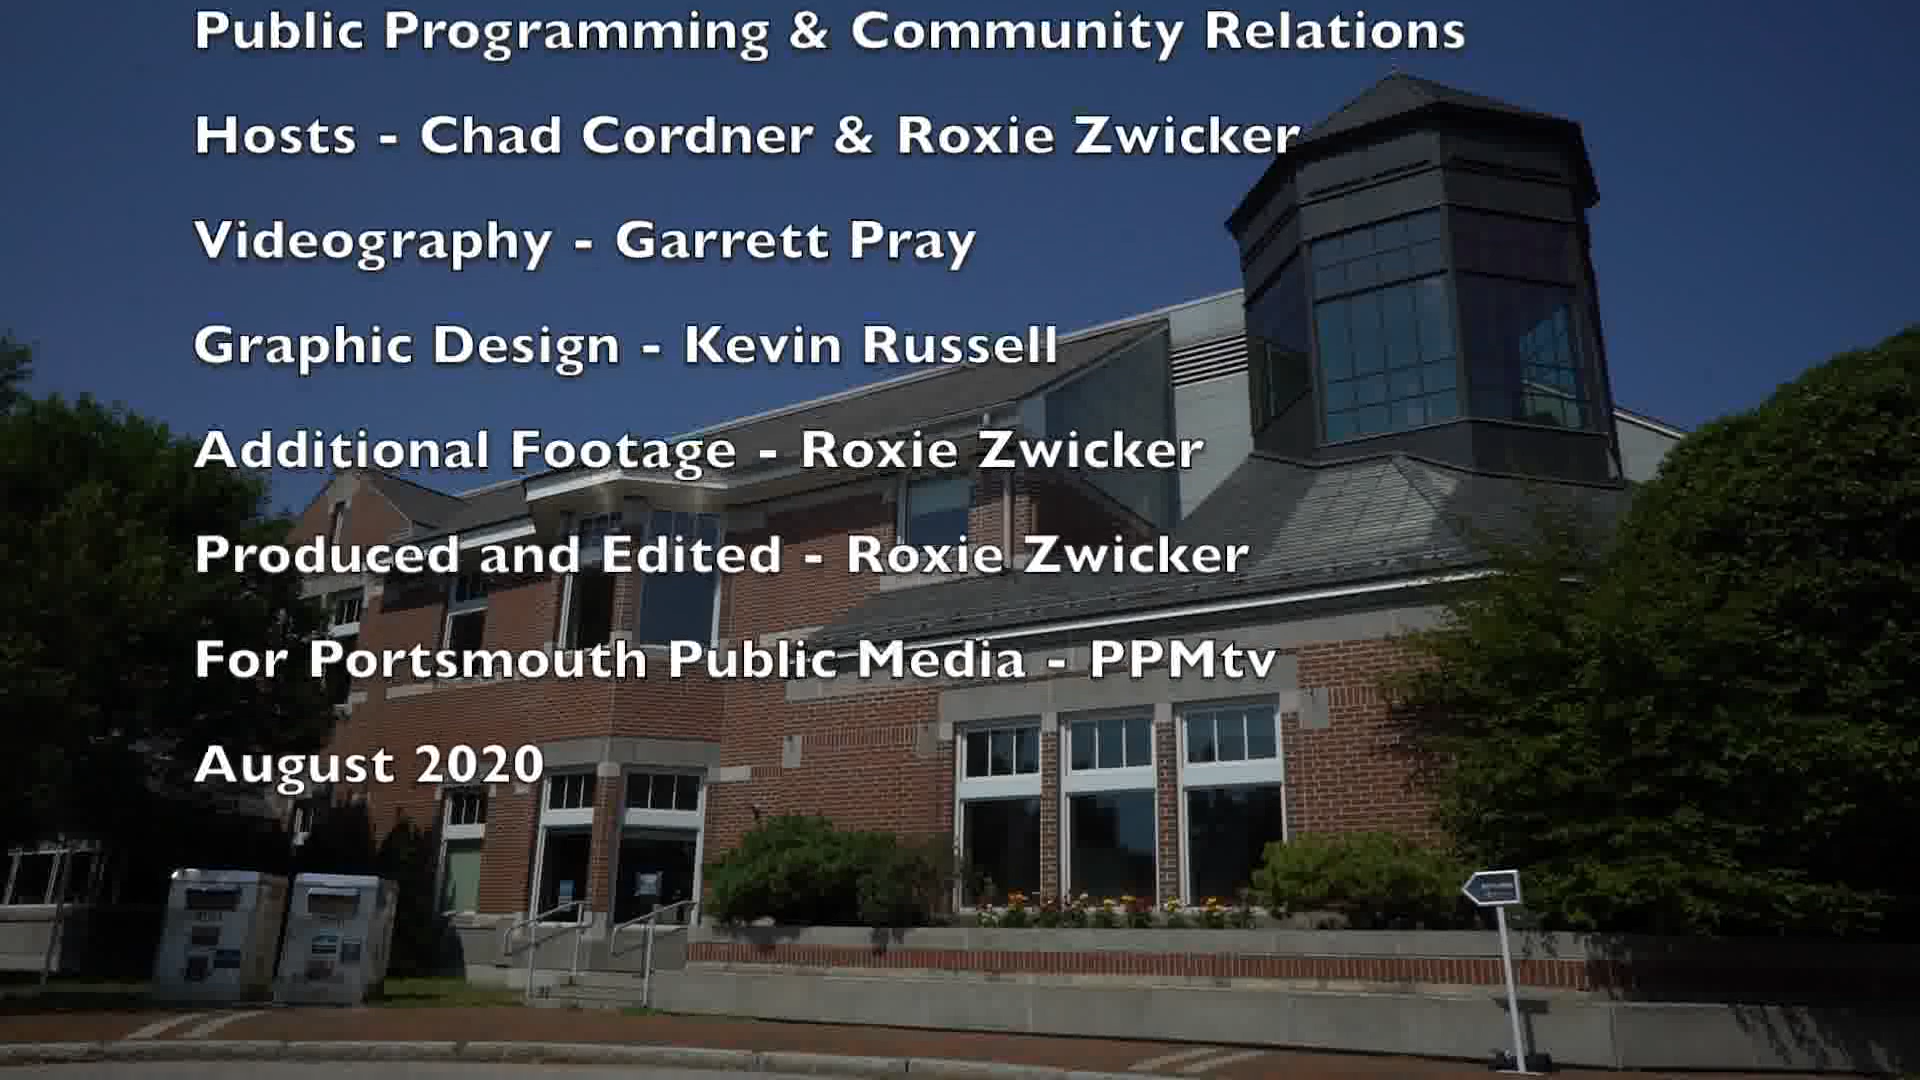 Public Programming & Community Relations
Hosts - Chad Cordner & Roxie Zwicker
Videography - Garrett Pray
Graphic Design - Kevin Russell
Additional Footage - Roxie Zwicker
Produced and Edited - Roxie Zwicker
For Portsmouth Public Media - PPMtv
August 2020